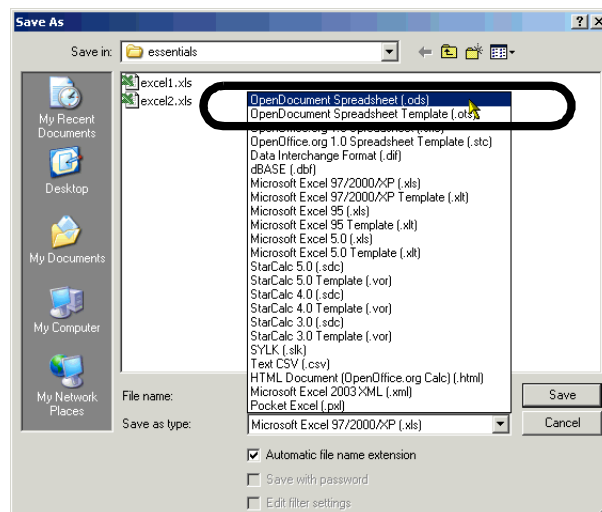 Save As
Save in: essentials
excel1.xls
excel2.xls
My Recent
Documents
Desktop
My Documents
My Computer
My Network
Places
OpenDocument Spreadsheet (.ods)
OpenDocument Spreadsheet Template (.ots)
OpenOffice.org 1.0 Spreadsheet (.sxc)
OpenOffice.org 1.0 Spreadsheet Template (.stc)
Data Interchange Format (.dif)
dBASE (.dbf)
Microsoft Excel 97/2000/XP (.xls)
Microsoft Excel 97/2000/XP Template (.xlt)
Microsoft Excel 95 (.xls)
Microsoft Excel 95 Template (.xlt)
Microsoft Excel 5.0 (.xls)
Microsoft Excel 5.0 Template (.xlt)
StarCalc 5.0 (.sdc)
StarCalc 5.0 Template (.vor)
StarCalc 4.0 (.sdc)
StarCalc 4.0 Template (.vor)
StarCalc 3.0 (.sdc)
StarCalc 3.0 Template (.vor)
SYLK (.slk)
Text CSV (.csv)
HTML Document (OpenOffice.org Calc) (.html)
Microsoft Excel 2003 XML (.xml)
Pocket Excel (.pxl)
File name:
Save
Save as type: Microsoft Excel 97/2000/XP (.xls)
Cancel
Automatic file name extension
Save with password
Edit filter settings